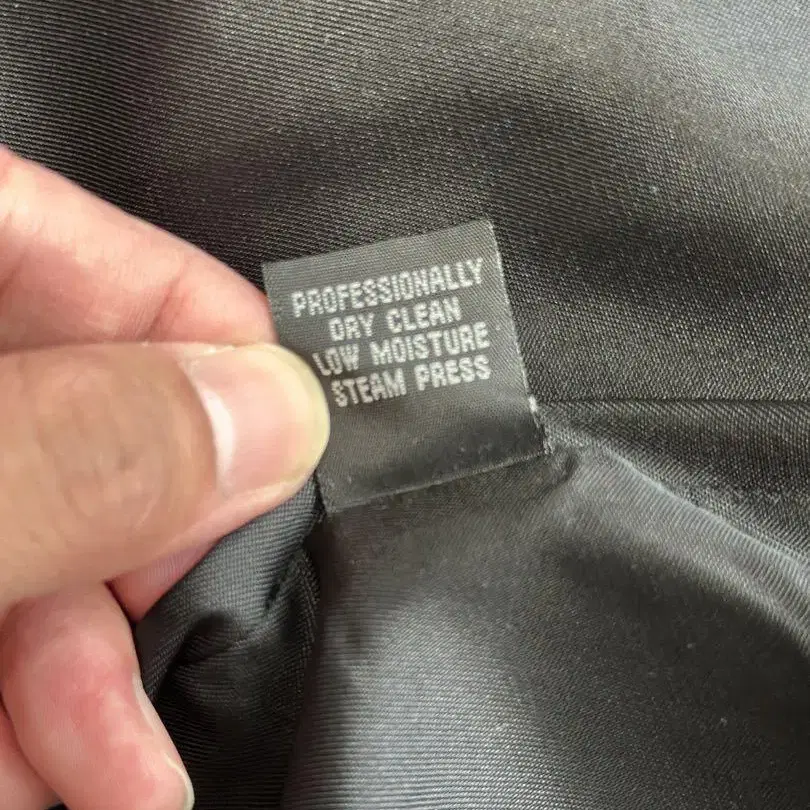 PROFESSIONALLY
DRY CLEAN
LOW MOISTURE
STEAM PRESS